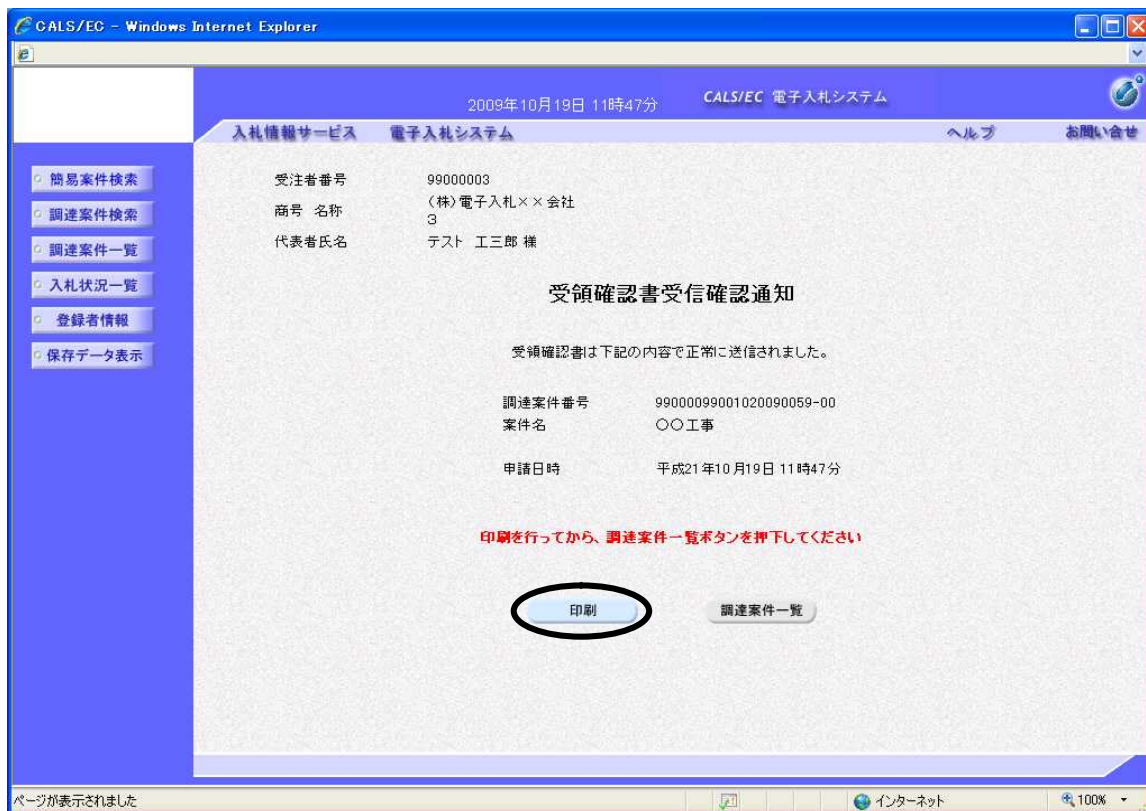 CALS/EC - Windows Internet Explorer
2009年10月19日 11時47分
CALS/EC 電子入札システム
入札情報サービス 電子入札システム ヘルプ お問い合せ
簡易案件検索
調達案件検索
調達案件一覧
入札状況一覧
登録者情報
保存データ表示
受注者番号 99000003
商号 名称 (株)電子入札××会社
3
代表者氏名 テスト 工三郎 様
受領確認書受信確認通知
受領確認書は下記の内容で正常に送信されました。
調達案件番号 99000099001020090059-00
案件名 〇〇工事
申請日時 平成21年10月19日 11時47分
印刷を行ってから、調達案件一覧ボタンを押下してください
印刷 調達案件一覧
ページが表示されました インターネット 100%